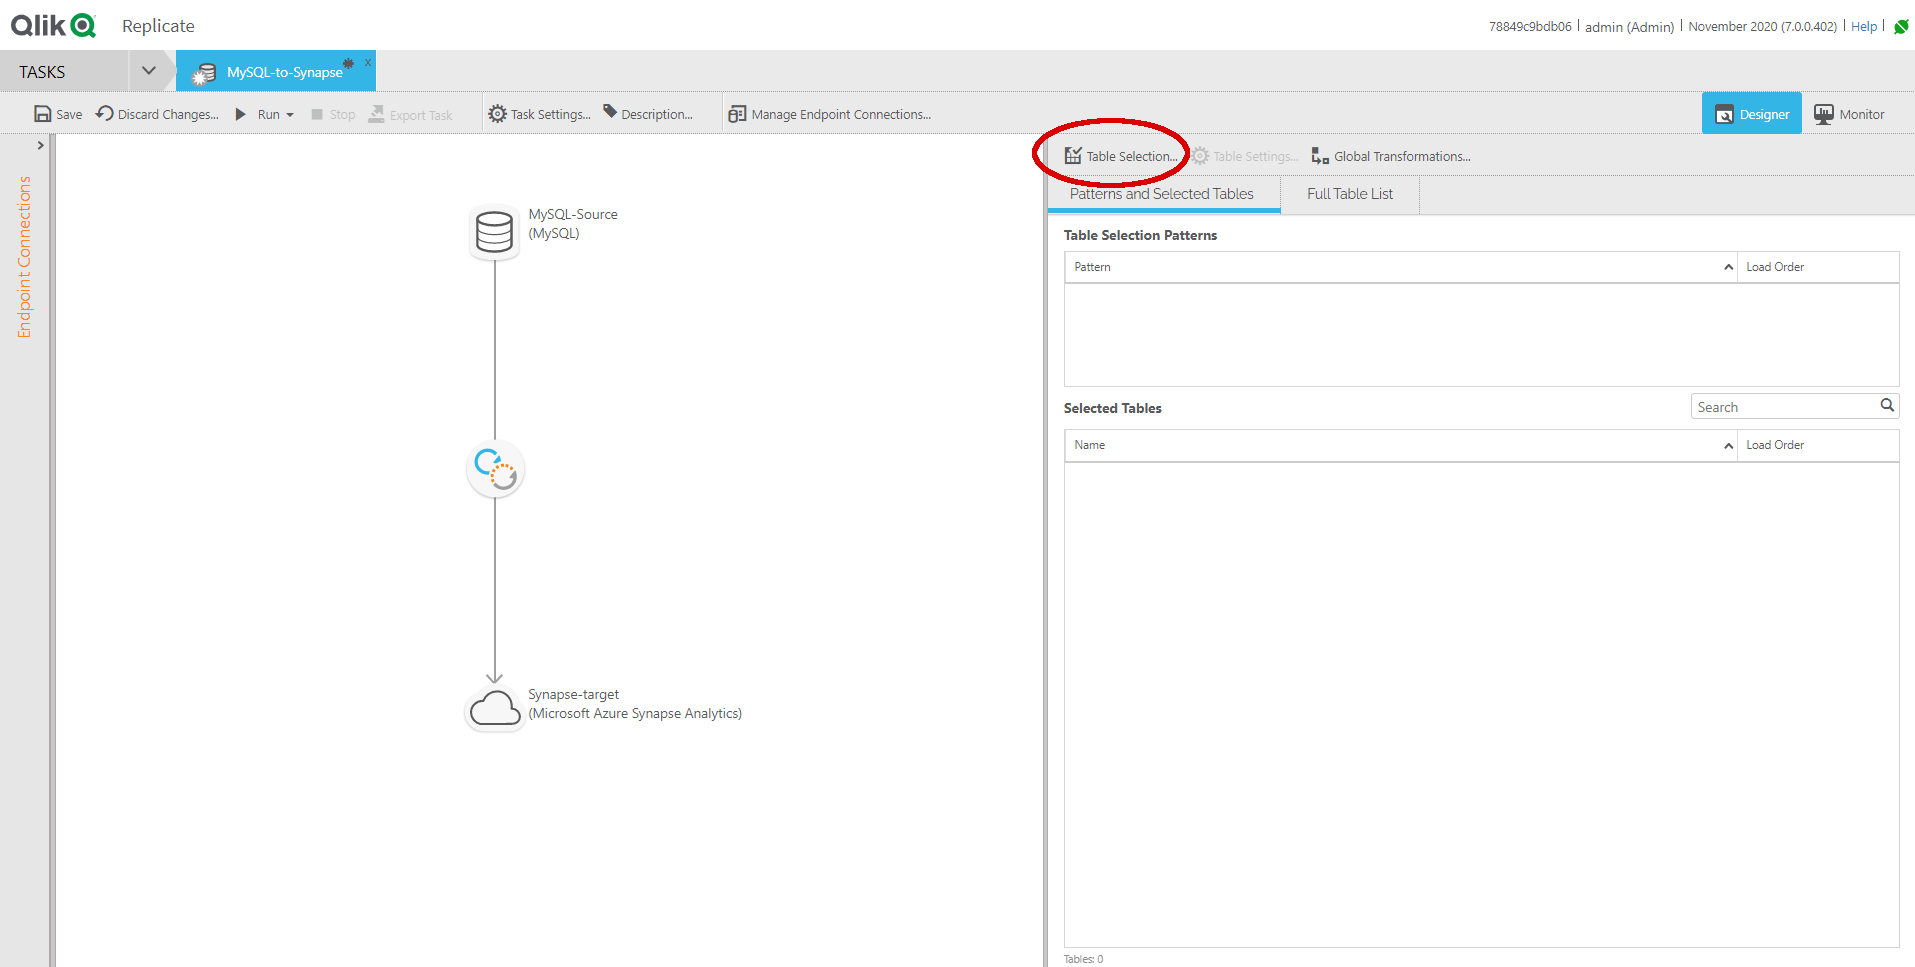 Qlik Replicate 78849c9bdb06 admin (Admin) November 2020 (7.0.0.402) Help
TASKS MySQL-to-Synapse x
Save Discard Changes... Run Stop Export Task Task Settings... Description... Manage Endpoint Connections... Designer Monitor
Table Selection... Table Settings... Global Transformations...
Patterns and Selected Tables Full Table List
Endpoint Connections
MySQL-Source
(MySQL)
Synapse-target
(Microsoft Azure Synapse Analytics)
Table Selection Patterns
Pattern Load Order
Selected Tables Search
Name Load Order
Tables: 0